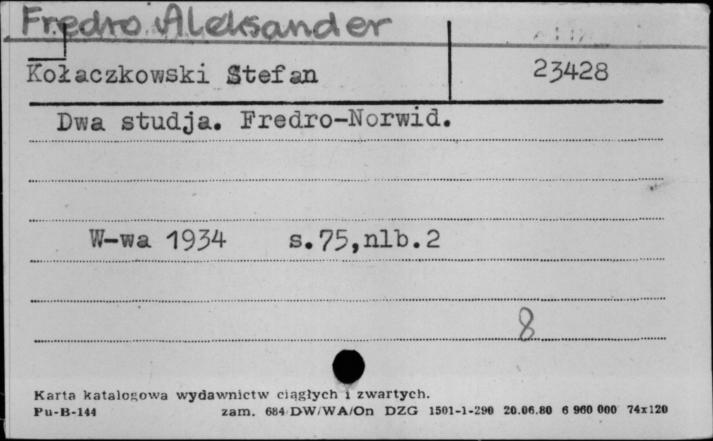 Fredro Aleksander
Kołaczkowski Stefan 23428
Dwa studja. Fredro-Norwid.
W-wa 1934 s.75,nlb.2
8
Karta katalogowa wydawnictw ciągłych i zwartych.
Pu-B-144 zam. 684/DW/WA/On DZG 1501-1-290 20.06.80 6 960 000 74x120